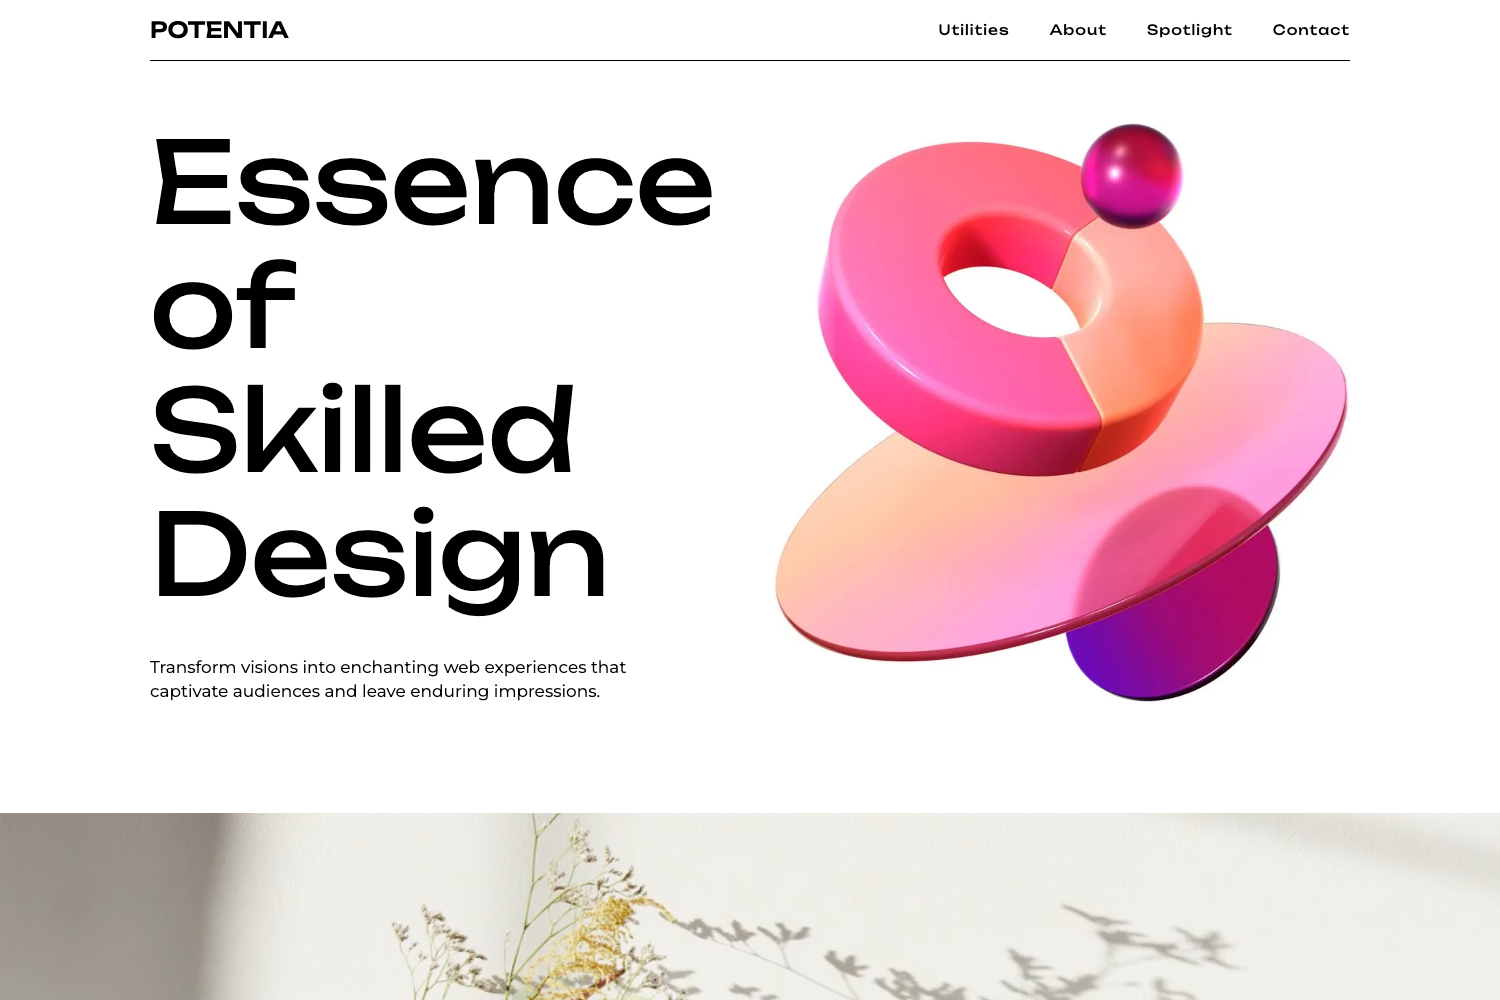 POTENTIA
Utilities About Spotlight Contact
Essence
of
Skilled
Design
Transform visions into enchanting web experiences that
captivate audiences and leave enduring impressions.